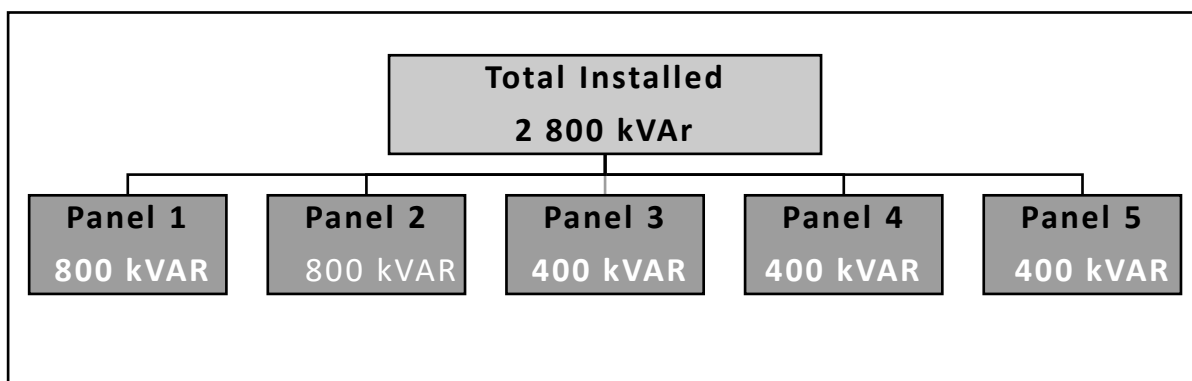 Total Installed
2 800 kVAr
Panel 1
800 kVAR
Panel 2
800 kVAR
Panel 3
400 kVAR
Panel 4
400 kVAR
Panel 5
400 kVAR